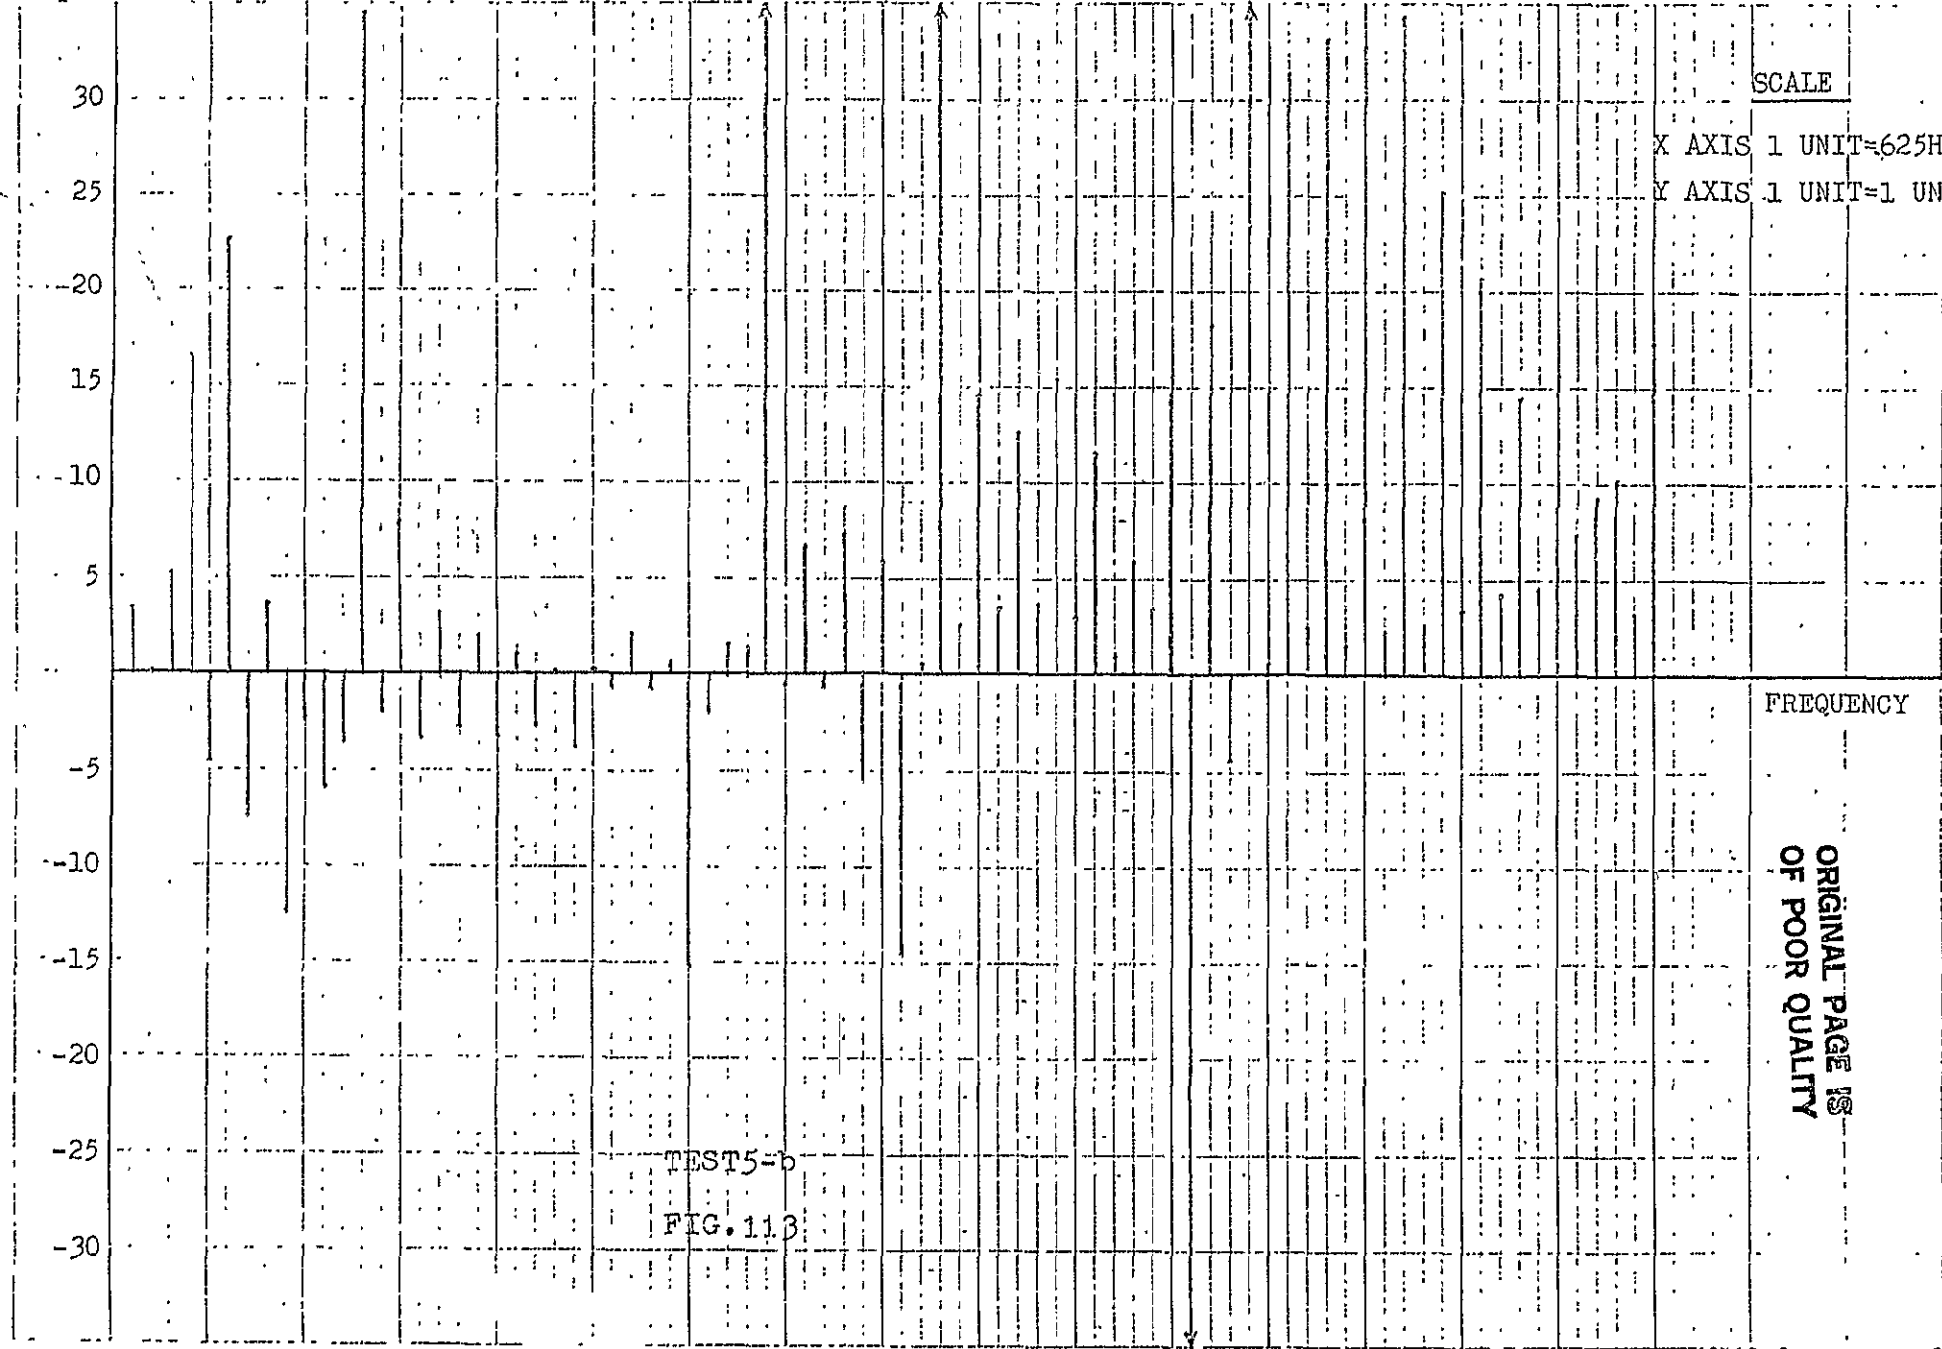 SCALE
X AXIS 1 UNIT=.625H
Y AXIS 1 UNIT=1 UN
30
25
20
15
10
5
-5
-10
-15
-20
-25
-30
FREQUENCY
TEST5-b
FIG.113
ORIGINAL PAGE IS
OF POOR QUALITY